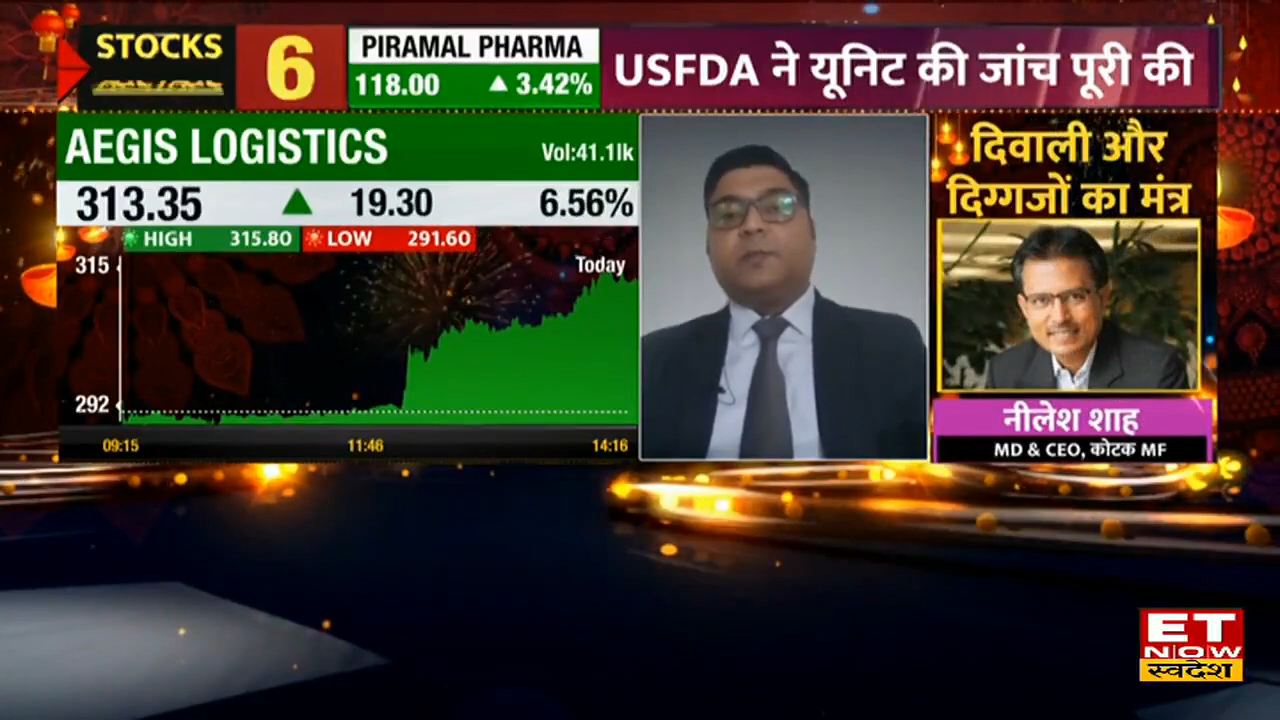 STOCKS
6
PIRAMAL PHARMA
118.00 ▲ 3.42%
USFDA ने यूनिट की जांच पूरी की
AEGIS LOGISTICS
Vol:41.1lk
313.35 ▲ 19.30 6.56%
HIGH 315.80 LOW 291.60
315
Today
292
09:15 11:46 14:16
दिवाली और
दिग्गजों का मंत्र
नीलेश शाह
MD & CEO, कोटक MF
ET
NOW
स्वदेश